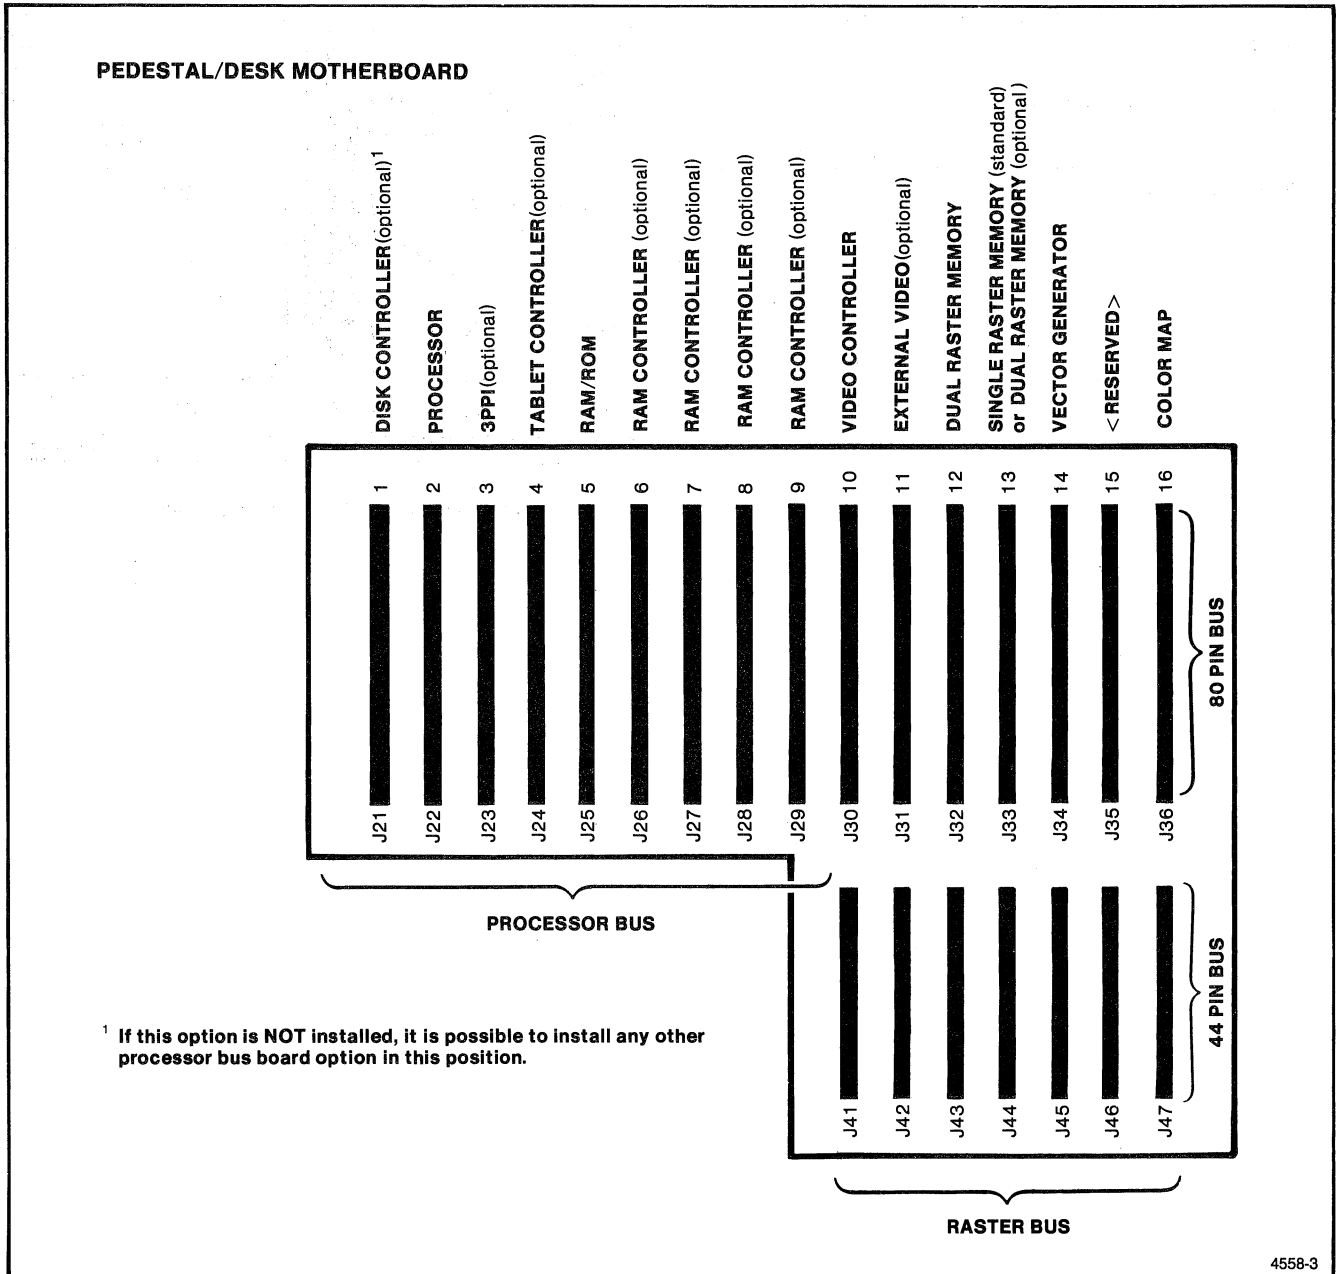 PEDESTAL/DESK MOTHERBOARD
DISK CONTROLLER(optional)¹
PROCESSOR
3PPI(optional)
TABLET CONTROLLER(optional)
RAM/ROM
RAM CONTROLLER (optional)
RAM CONTROLLER (optional)
RAM CONTROLLER (optional)
RAM CONTROLLER (optional)
VIDEO CONTROLLER
EXTERNAL VIDEO(optional)
DUAL RASTER MEMORY
SINGLE RASTER MEMORY (standard)
or DUAL RASTER MEMORY (optional)
VECTOR GENERATOR
<RESERVED>
COLOR MAP
1 2 3 4 5 6 7 8 9 10 11 12 13 14 15 16
80 PIN BUS
J21 J22 J23 J24 J25 J26 J27 J28 J29 J30 J31 J32 J33 J34 J35 J36
PROCESSOR BUS
44 PIN BUS
¹ If this option is NOT installed, it is possible to install any other
processor bus board option in this position.
J41 J42 J43 J44 J45 J46 J47
RASTER BUS
4558-3